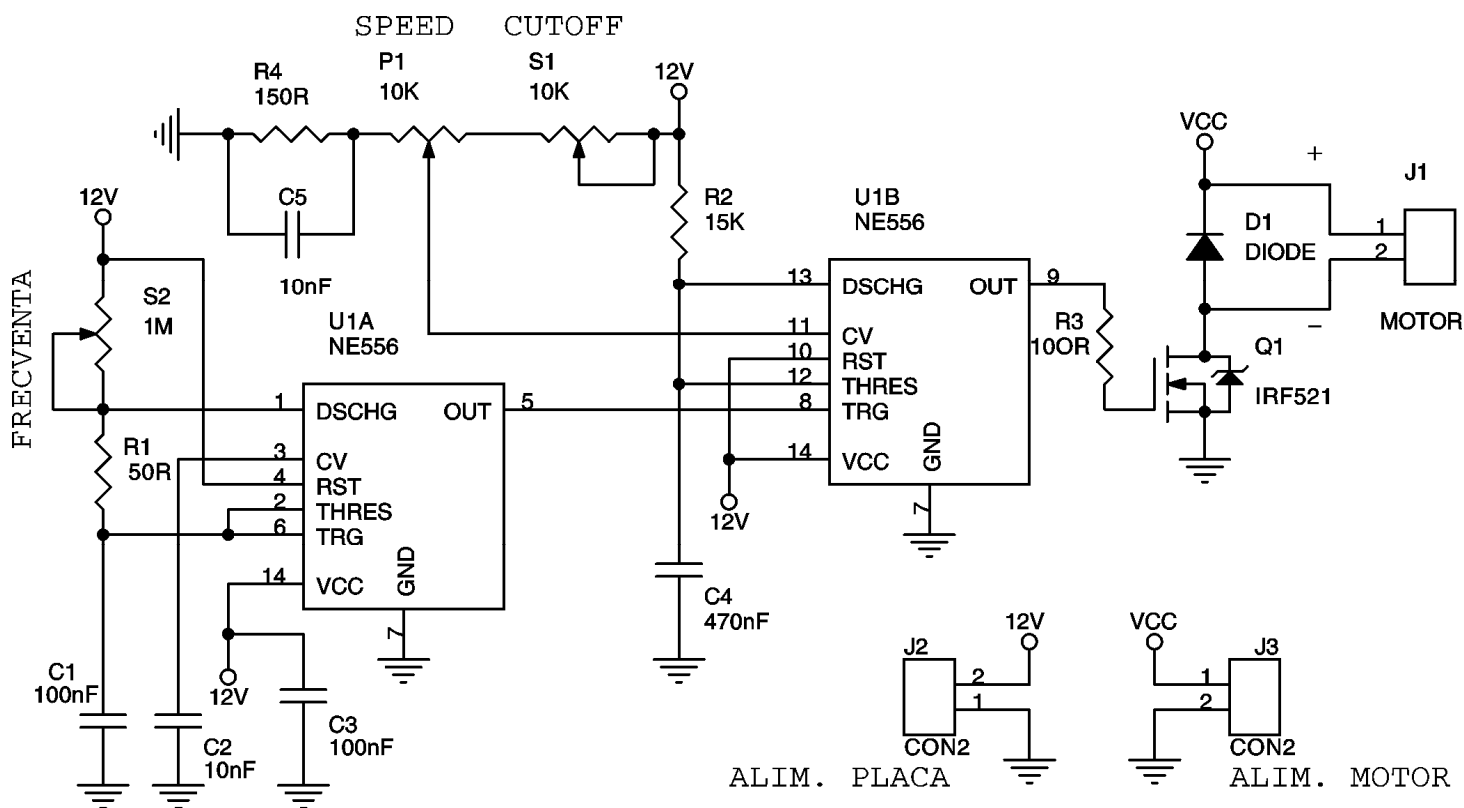 SPEED
CUTOFF
R4
150R
P1
10K
S1
10K
12V
C5
10nF
R2
15K
12V
FRECVENTA
S2
1M
U1A
NE556
U1B
NE556
13
DSCHG
OUT
9
11
CV
10
RST
12
THRES
8
TRG
14
VCC
GND
7
12V
R3
10OR
VCC
+
D1
DIODE
J1
1
2
MOTOR
–
Q1
IRF521
1
DSCHG
OUT
5
3
CV
4
RST
2
THRES
6
TRG
14
VCC
GND
7
R1
50R
C1
100nF
C2
10nF
12V
C3
100nF
C4
470nF
12V
J2
2
1
CON2
ALIM. PLACA
VCC
J3
1
2
CON2
ALIM. MOTOR